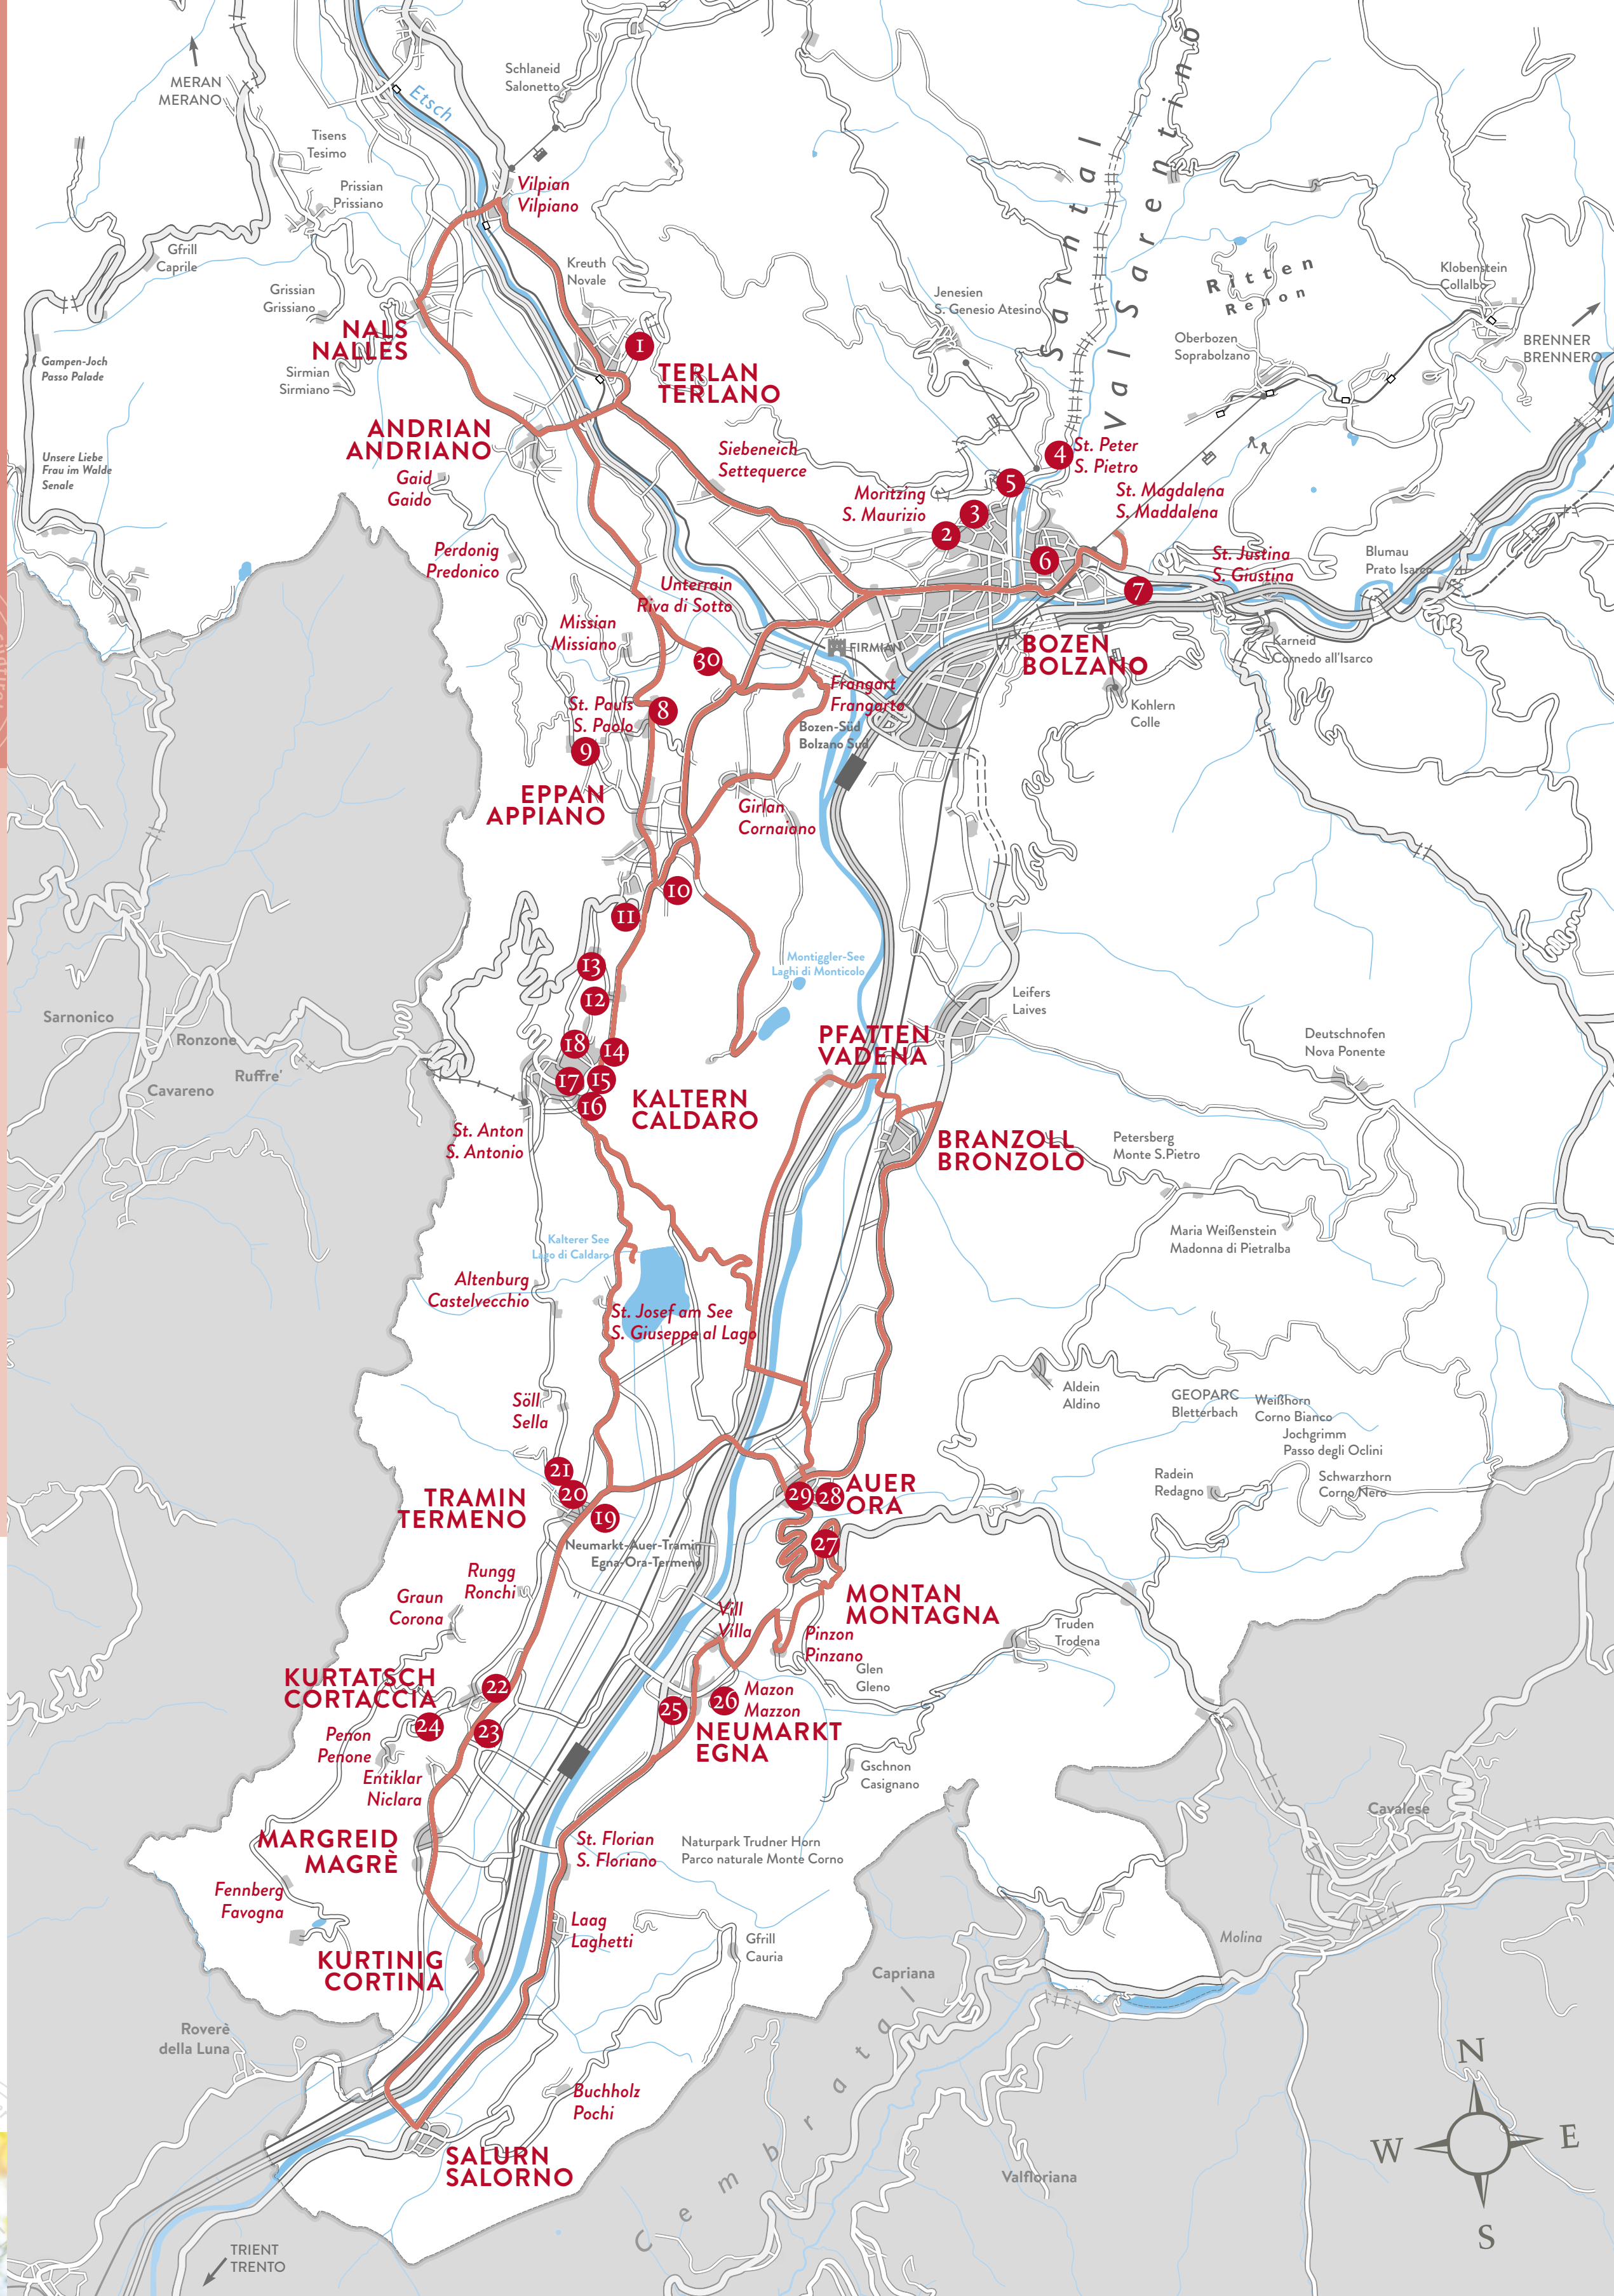 MERAN
MERANO
Etsch
Schlaneid
Salonetto
Tisens
Tesimo
Prissian
Prissiano
Vilpian
Vilpiano
Gfrill
Caprile
Grissian
Grissiano
Kreuth
Novale
NALS
NALLES
Sirmian
Sirmiano
Gampen-Joch
Passo Palade
1
TERLAN
TERLANO
Sarntal
Val Sarentino
Jenesien
S. Genesio Atesino
Ritten
Renon
Klobenstein
Collalbo
Oberbozen
Soprabolzano
BRENNER
BRENNERO
ANDRIAN
ANDRIANO
Gaid
Gaido
Unsere Liebe
Frau im Walde
Senale
Siebeneich
Settequerce
Moritzing
S. Maurizio
2
3
5
4
St. Peter
S. Pietro
St. Magdalena
S. Maddalena
6
7
St. Justina
S. Giustina
Blumau
Prato Isarco
Perdonig
Predonico
Unterrain
Riva di Sotto
Missian
Missiano
30
FIRMIAN
BOZEN
BOLZANO
Karneid
Cornedo all'Isarco
Kohlern
Colle
Frangart
Frangarto
Bozen-Süd
Bolzano Sud
St. Pauls
S. Paolo
8
9
EPPAN
APPIANO
Girlan
Cornaiano
10
11
13
12
Montiggler-See
Laghi di Monticolo
Leifers
Laives
18
14
17
15
16
KALTERN
CALDARO
PFATTEN
VADENA
Deutschnofen
Nova Ponente
Sarnonico
Ronzone
Ruffre'
Cavareno
St. Anton
S. Antonio
BRANZOLL
BRONZOLO
Petersberg
Monte S.Pietro
Maria Weißenstein
Madonna di Pietralba
Kalterer See
Lago di Caldaro
Altenburg
Castelvecchio
St. Josef am See
S. Giuseppe al Lago
Aldein
Aldino
GEOPARC
Bletterbach
Weißhorn
Corno Bianco
Jochgrimm
Passo degli Oclini
Söll
Sella
21
20
19
TRAMIN
TERMENO
29
28
AUER
ORA
Radein
Redagno
Schwarzhorn
Corno Nero
27
Neumarkt-Auer-Tramin
Egna-Ora-Termeno
Rungg
Ronchi
Graun
Corona
MONTAN
MONTAGNA
Vill
Villa
Pinzon
Pinzano
Glen
Gleno
Truden
Trodena
KURTATSCH
CORTACCIA
22
24
23
25
26
Mazon
Mazzon
NEUMARKT
EGNA
Penon
Penone
Entiklar
Niclara
Gschnon
Casignano
MARGREID
MAGRÈ
St. Florian
S. Floriano
Naturpark Trudner Horn
Parco naturale Monte Corno
Cavalese
Fennberg
Favogna
Laag
Laghetti
Gfrill
Cauria
KURTINIG
CORTINA
Molina
Capriana
Roverè
della Luna
Buchholz
Pochi
Cembratal
SALURN
SALORNO
Valfloriana
TRIENT
TRENTO
N
W
E
S